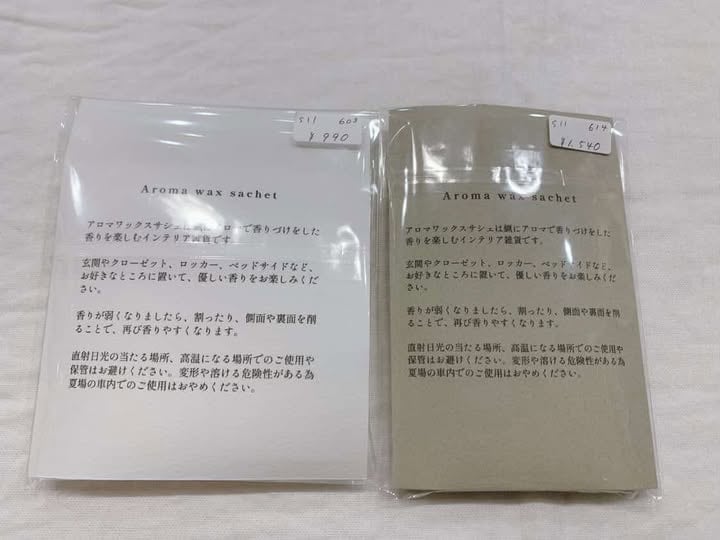 S11 603
¥990
Aroma wax sachet
アロマワックスサシェは蝋にアロマで香りづけをした
香りを楽しむインテリア雑貨です。
玄関やクローゼット、ロッカー、ベッドサイドなど、
お好きなところに置いて、優しい香りをお楽しみくだ
さい。
香りが弱くなりましたら、割ったり、側面や裏面を削
ることで、再び香りやすくなります。
直射日光の当たる場所、高温になる場所でのご使用や
保管はお避けください。変形や溶ける危険性がある為
夏場の車内でのご使用はおやめください。
S11 614
¥1,540
Aroma wax sachet
アロマワックスサシェは蝋にアロマで香りづけをした
香りを楽しむインテリア雑貨です。
玄関やクローゼット、ロッカー、ベッドサイドなど、
お好きなところに置いて、優しい香りをお楽しみくだ
さい。
香りが弱くなりましたら、割ったり、側面や裏面を削
ることで、再び香りやすくなります。
直射日光の当たる場所、高温になる場所でのご使用や
保管はお避けください。変形や溶ける危険性がある為
夏場の車内でのご使用はおやめください。